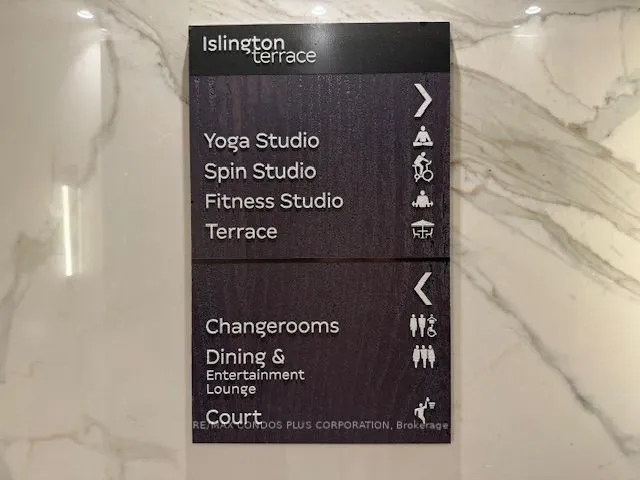 Islington
terrace
Yoga Studio
Spin Studio
Fitness Studio
Terrace
Changerooms
Dining &
Entertainment
Lounge
Court
RE/MAX CONDOS PLUS CORPORATION, Brokerage